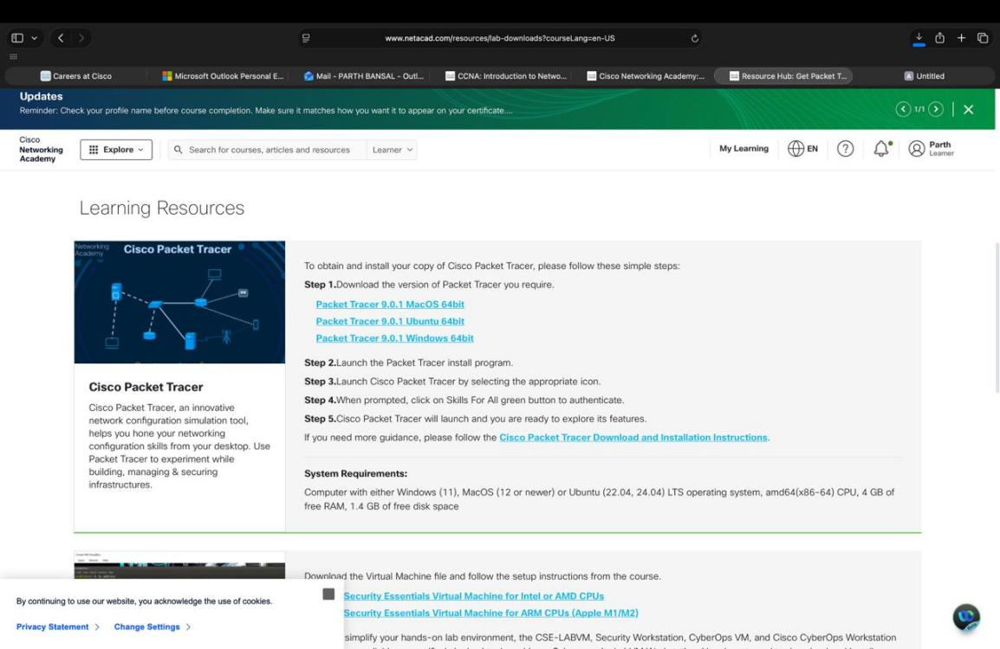 www.netacad.com/resources/lab-downloads?courseLang=en-US
Careers at Cisco
Microsoft Outlook Personal E...
Mail - PARTH BANSAL - Outl...
CCNA: Introduction to Netwo...
Cisco Networking Academy:...
Resource Hub: Get Packet T...
A Untitled
Updates
Reminder: Check your profile name before course completion. Make sure it matches how you want it to appear on your certificate....
1/1
Cisco
Networking
Academy
Explore
Search for courses, articles and resources
Learner
My Learning
EN
Parth
Learner
Learning Resources
Networking
Academy
Cisco Packet Tracer
Cisco Packet Tracer
Cisco Packet Tracer, an innovative
network configuration simulation tool,
helps you hone your networking
configuration skills from your desktop. Use
Packet Tracer to experiment while
building, managing & securing
infrastructures.
To obtain and install your copy of Cisco Packet Tracer, please follow these simple steps:
Step 1.Download the version of Packet Tracer you require.
Packet Tracer 9.0.1 MacOS 64bit
Packet Tracer 9.0.1 Ubuntu 64bit
Packet Tracer 9.0.1 Windows 64bit
Step 2.Launch the Packet Tracer install program.
Step 3.Launch Cisco Packet Tracer by selecting the appropriate icon.
Step 4.When prompted, click on Skills For All green button to authenticate.
Step 5.Cisco Packet Tracer will launch and you are ready to explore its features.
If you need more guidance, please follow the Cisco Packet Tracer Download and Installation Instructions.
System Requirements:
Computer with either Windows (11), MacOS (12 or newer) or Ubuntu (22.04, 24.04) LTS operating system, amd64(x86-64) CPU, 4 GB of
free RAM, 1.4 GB of free disk space
Download the Virtual Machine file and follow the setup instructions from the course.
Security Essentials Virtual Machine for Intel or AMD CPUs
Security Essentials Virtual Machine for ARM CPUs (Apple M1/M2)
simplify your hands-on lab environment, the CSE-LABVM, Security Workstation, CyberOps VM, and Cisco CyberOps Workstation
By continuing to use our website, you acknowledge the use of cookies.
Privacy Statement
Change Settings